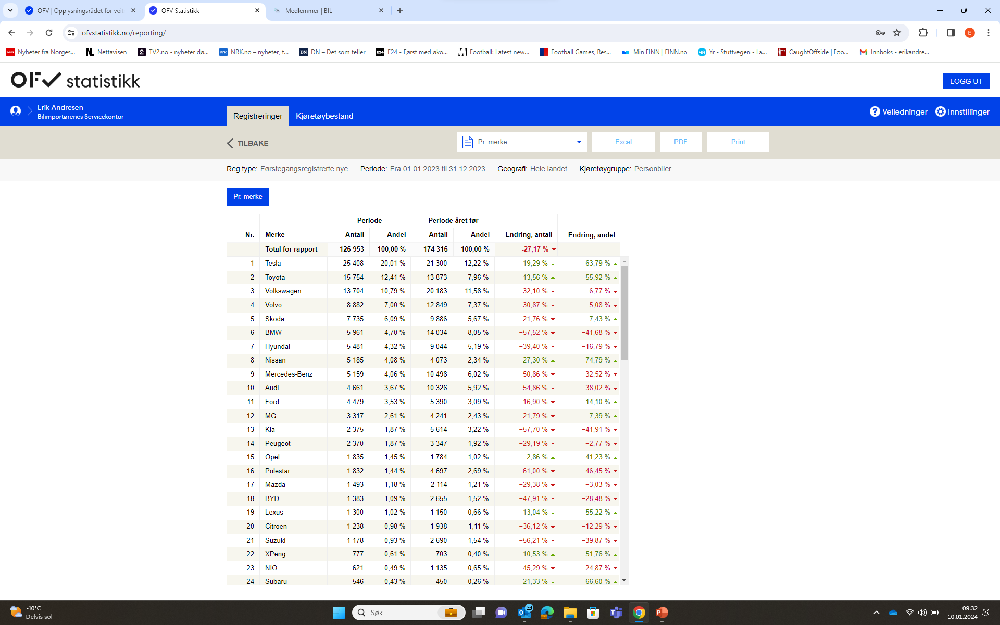 OFV | Opplysningsrådet for veit
OFV Statistikk
Medlemmer | BIL
ofvstatistikk.no/reporting/
E
Nyheter fra Norges...
Nettavisen
TV2.no - nyheter dø...
NRK.no – nyheter, t...
DN – Det som teller
E24 - Først med øko...
Football: Latest new...
Football Games, Res...
Min FINN | FINN.no
Yr - Stuttvegen - La...
CaughtOffside | Foo...
Innboks - erikandre...
OFV statistikk
LOGG UT
Erik Andresen
Bilimportørenes Servicekontor
Registreringer
Kjøretøybestand
Veiledninger
Innstillinger
TILBAKE
Pr. merke
Excel
PDF
Print
Reg.type: Førstegangsregistrerte nye Periode: Fra 01.01.2023 til 31.12.2023 Geografi: Hele landet Kjøretøygruppe: Personbiler
Pr. merke
Periode Periode året før
Nr. Merke Antall Andel Antall Andel Endring, antall Endring, andel
Total for rapport 126 953 100,00 % 174 316 100,00 % -27,17 %
1 Tesla 25 408 20,01 % 21 300 12,22 % 19,29 % 63,79 %
2 Toyota 15 754 12,41 % 13 873 7,96 % 13,56 % 55,92 %
3 Volkswagen 13 704 10,79 % 20 183 11,58 % −32,10 % −6,77 %
4 Volvo 8 882 7,00 % 12 849 7,37 % −30,87 % −5,08 %
5 Skoda 7 735 6,09 % 9 886 5,67 % −21,76 % 7,43 %
6 BMW 5 961 4,70 % 14 034 8,05 % −57,52 % −41,68 %
7 Hyundai 5 481 4,32 % 9 044 5,19 % −39,40 % −16,79 %
8 Nissan 5 185 4,08 % 4 073 2,34 % 27,30 % 74,79 %
9 Mercedes-Benz 5 159 4,06 % 10 498 6,02 % −50,86 % −32,52 %
10 Audi 4 661 3,67 % 10 326 5,92 % −54,86 % −38,02 %
11 Ford 4 479 3,53 % 5 390 3,09 % −16,90 % 14,10 %
12 MG 3 317 2,61 % 4 241 2,43 % −21,79 % 7,39 %
13 Kia 2 375 1,87 % 5 614 3,22 % −57,70 % −41,91 %
14 Peugeot 2 370 1,87 % 3 347 1,92 % −29,19 % −2,77 %
15 Opel 1 835 1,45 % 1 784 1,02 % 2,86 % 41,23 %
16 Polestar 1 832 1,44 % 4 697 2,69 % −61,00 % −46,45 %
17 Mazda 1 493 1,18 % 2 114 1,21 % −29,38 % −3,03 %
18 BYD 1 383 1,09 % 2 655 1,52 % −47,91 % −28,48 %
19 Lexus 1 300 1,02 % 1 150 0,66 % 13,04 % 55,22 %
20 Citroën 1 238 0,98 % 1 938 1,11 % −36,12 % −12,29 %
21 Suzuki 1 178 0,93 % 2 690 1,54 % −56,21 % −39,87 %
22 XPeng 777 0,61 % 703 0,40 % 10,53 % 51,76 %
23 NIO 621 0,49 % 1 135 0,65 % −45,29 % −24,87 %
24 Subaru 546 0,43 % 450 0,26 % 21,33 % 66,60 %
-10°C
Delvis sol
Søk
09:32
10.01.2024